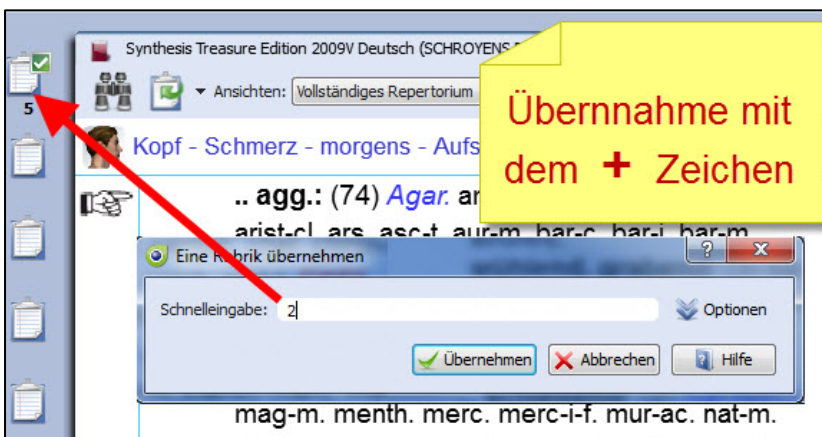 Synthesis Treasure Edition 2009V Deutsch (SCHROYENS
Ansichten: Vollständiges Repertorium
Übernnahme mit
dem + Zeichen
5
Kopf - Schmerz - morgens - Aufs
.. agg.: (74) Agar. ar
arist-cl. ars. asc-t. aur-m. bar-c. bar-i. bar-m.
Eine Rubrik übernehmen
Schnelleingabe: 2
Optionen
Übernehmen
Abbrechen
Hilfe
mag-m. menth. merc. merc-i-f. mur-ac. nat-m.